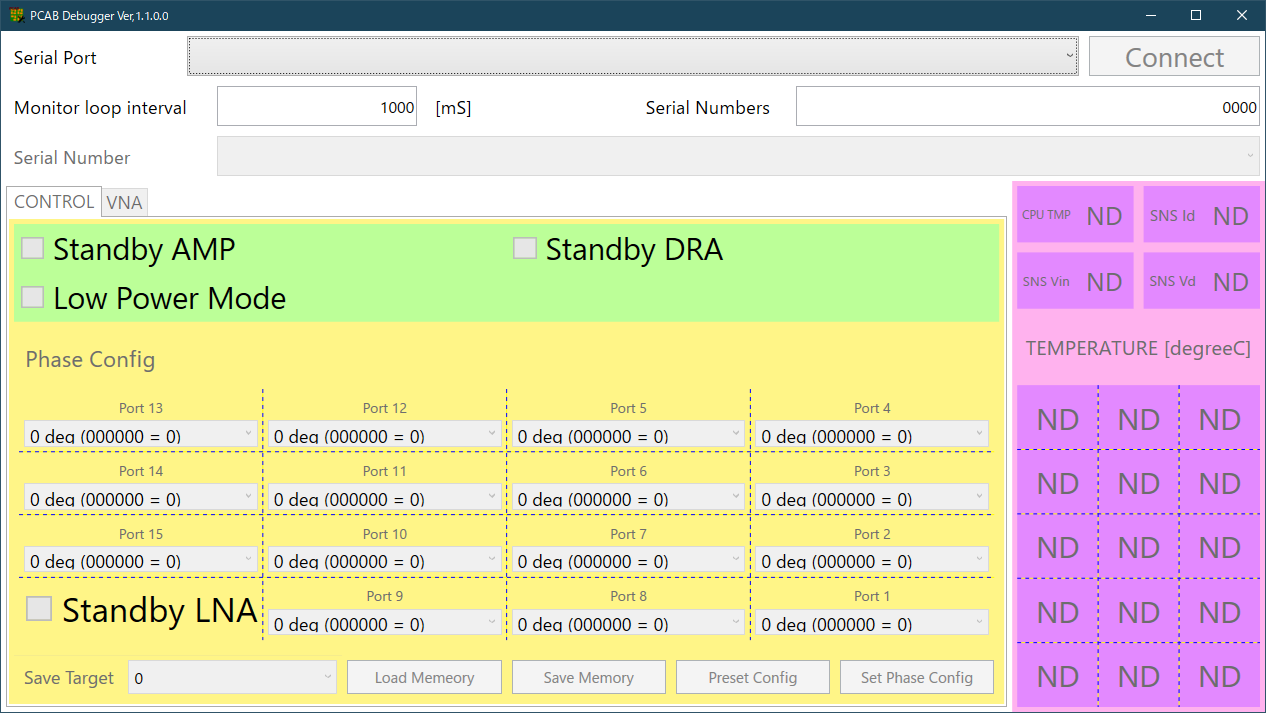 PCAB Debugger Ver,1.1.0.0
Serial Port
Connect
Monitor loop interval 1000 [mS] Serial Numbers 0000
Serial Number
CONTROL VNA
Standby AMP Standby DRA
Low Power Mode
Phase Config
Port 13 Port 12 Port 5 Port 4
0 deg (000000 = 0) 0 deg (000000 = 0) 0 deg (000000 = 0) 0 deg (000000 = 0)
Port 14 Port 11 Port 6 Port 3
0 deg (000000 = 0) 0 deg (000000 = 0) 0 deg (000000 = 0) 0 deg (000000 = 0)
Port 15 Port 10 Port 7 Port 2
0 deg (000000 = 0) 0 deg (000000 = 0) 0 deg (000000 = 0) 0 deg (000000 = 0)
Standby LNA
Port 9 Port 8 Port 1
0 deg (000000 = 0) 0 deg (000000 = 0) 0 deg (000000 = 0)
Save Target 0 Load Memeory Save Memory Preset Config Set Phase Config
CPU TMP ND SNS Id ND
SNS Vin ND SNS Vd ND
TEMPERATURE [degreeC]
ND ND ND
ND ND ND
ND ND ND
ND ND ND
ND ND ND